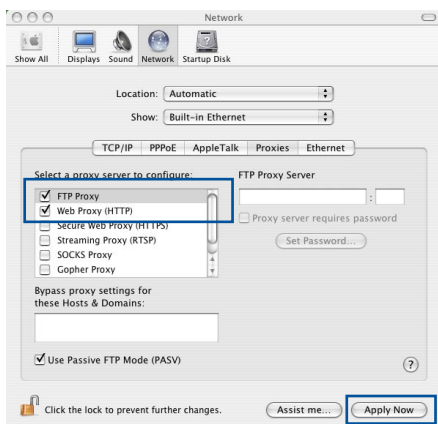 Network
Show All Displays Sound Network Startup Disk
Location: Automatic
Show: Built-in Ethernet
TCP/IP PPPoE AppleTalk Proxies Ethernet
Select a proxy server to configure:
FTP Proxy
Web Proxy (HTTP)
Secure Web Proxy (HTTPS)
Streaming Proxy (RTSP)
SOCKS Proxy
Gopher Proxy
FTP Proxy Server
:
Proxy server requires password
Set Password...
Bypass proxy settings for
these Hosts & Domains:
Use Passive FTP Mode (PASV)
?
Click the lock to prevent further changes.
Assist me...
Apply Now